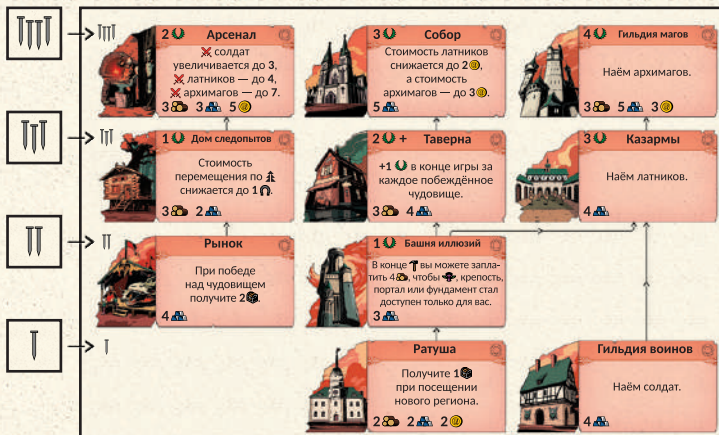 2 Арсенал
солдат
увеличивается до 3,
латников — до 4,
архимагов — до 7.
3 3 5
3 Собор
Стоимость латников
снижается до 2,
а стоимость
архимагов — до 3.
5
4 Гильдия магов
Наём архимагов.
3 5 3
1 Дом следопытов
Стоимость
перемещения по
снижается до 1.
3 2
2 + Таверна
+1 в конце игры за
каждое побеждённое
чудовище.
3 4
3 Казармы
Наём латников.
4
Рынок
При победе
над чудовищем
получите 2.
4
1 Башня иллюзий
В конце вы можете запла-
тить 4, чтобы , крепость,
портал или фундамент стал
доступен только для вас.
3
Ратуша
Получите 1
при посещении
нового региона.
2 2 2
Гильдия воинов
Наём солдат.
4